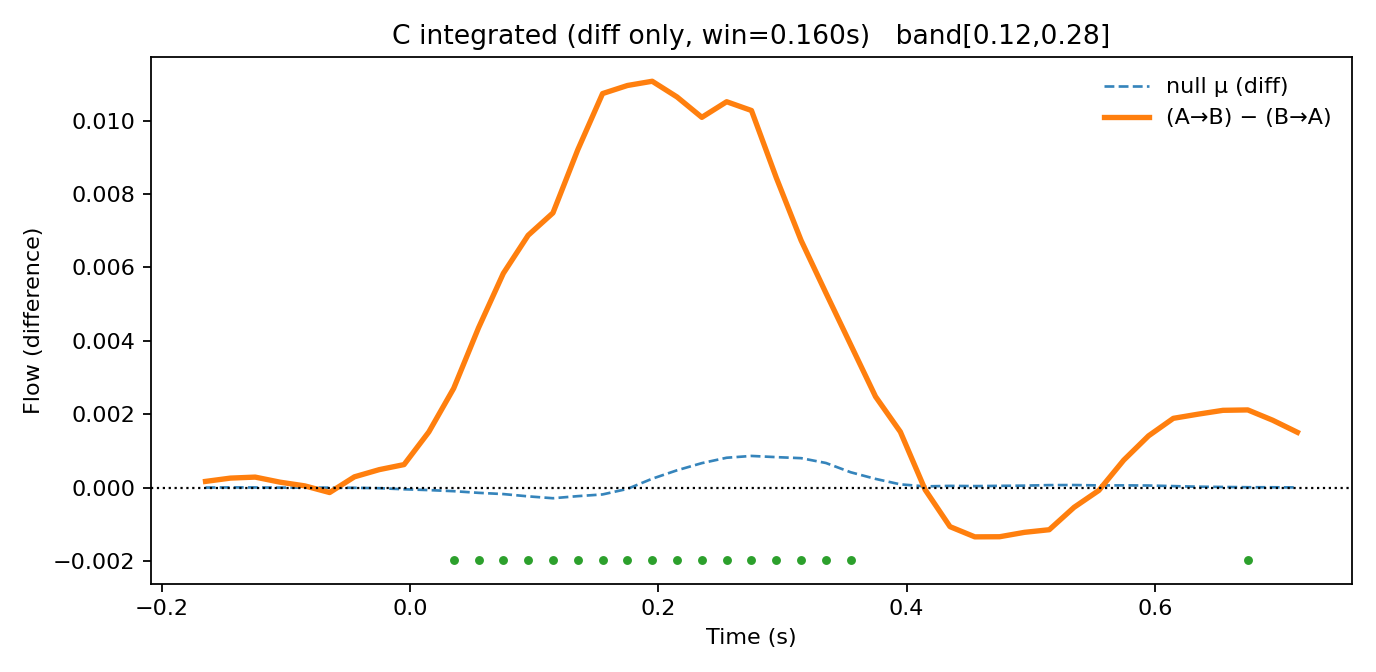 C integrated (diff only, win=0.160s)   band[0.12,0.28]
null μ (diff)
(A→B) − (B→A)
Flow (difference)
0.010
0.008
0.006
0.004
0.002
0.000
−0.002
−0.2
0.0
0.2
0.4
0.6
Time (s)